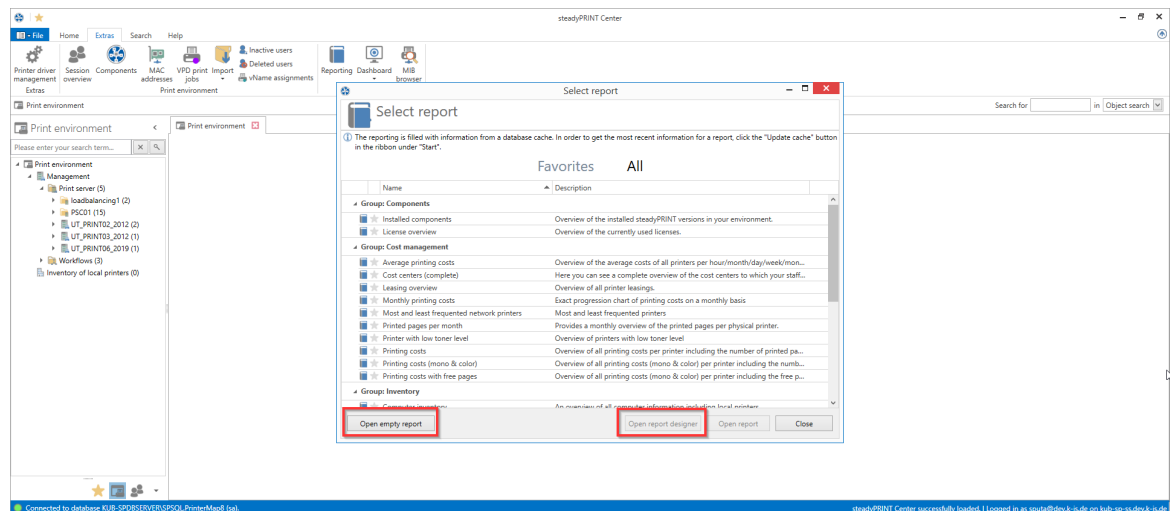 steadyPRINT Center
- File Home Extras Search Help
Printer driver management
Session overview
Components
MAC addresses
VPD print jobs
Import
Inactive users
Deleted users
vName assignments
Reporting
Dashboard
MIB browser
Extras
Print environment
Print environment
Search for in Object search
Print environment
Print environment
Please enter your search term...
Print environment
Management
Print server (5)
loadbalancing1 (2)
PSC01 (15)
UT_PRINT02_2012 (2)
UT_PRINT03_2012 (1)
UT_PRINT06_2019 (1)
Workflows (3)
Inventory of local printers (0)
Select report
Select report
The reporting is filled with information from a database cache. In order to get the most recent information for a report, click the "Update cache" button
in the ribbon under "Start".
Favorites All
Name Description
Group: Components
Installed components Overview of the installed steadyPRINT versions in your environment.
License overview Overview of the currently used licenses.
Group: Cost management
Average printing costs Overview of the average costs of all printers per hour/month/day/week/mon...
Cost centers (complete) Here you can see a complete overview of the cost centers to which your staff...
Leasing overview Overview of all printer leasings.
Monthly printing costs Exact progression chart of printing costs on a monthly basis
Most and least frequented network printers Most and least frequented printers
Printed pages per month Provides a monthly overview of the printed pages per physical printer.
Printer with low toner level Overview of printers with low toner level
Printing costs Overview of all printing costs per printer including the number of printed pa...
Printing costs (mono & color) Overview of all printing costs (mono & color) per printer including the numb...
Printing costs with free pages Overview of all printing costs (mono & color) per printer including the free p...
Group: Inventory
Computer inventory An overview of all computer information including local printers
Open empty report Open report designer Open report Close
Connected to database KUB-SPDBSERVER\SPSQL.PrinterMap8 (sa).
steadyPRINT Center successfully loaded. | Logged in as sputa@dev.k-is.de on kub-sp-ss.dev.k-is.de